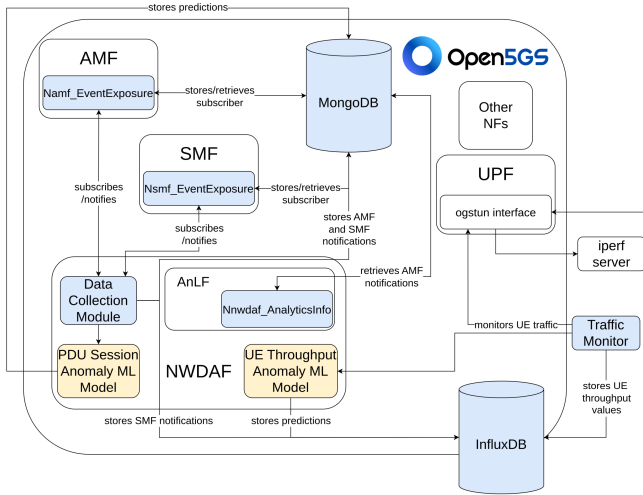 stores predictions
AMF
Namf_EventExposure
stores/retrieves
subscriber
MongoDB
Open5GS
Other
NFs
SMF
Nsmf_EventExposure
stores/retrieves
subscriber
UPF
ogstun interface
subscribes
/notifies
subscribes
/notifies
stores AMF
and SMF
notifications
iperf
server
AnLF
retrieves AMF
notifications
Data
Collection
Module
Nnwdaf_AnalyticsInfo
monitors UE traffic
Traffic
Monitor
PDU Session
Anomaly ML
Model
NWDAF
UE Throughput
Anomaly ML
Model
stores UE
throughput
values
stores SMF notifications
stores predictions
InfluxDB